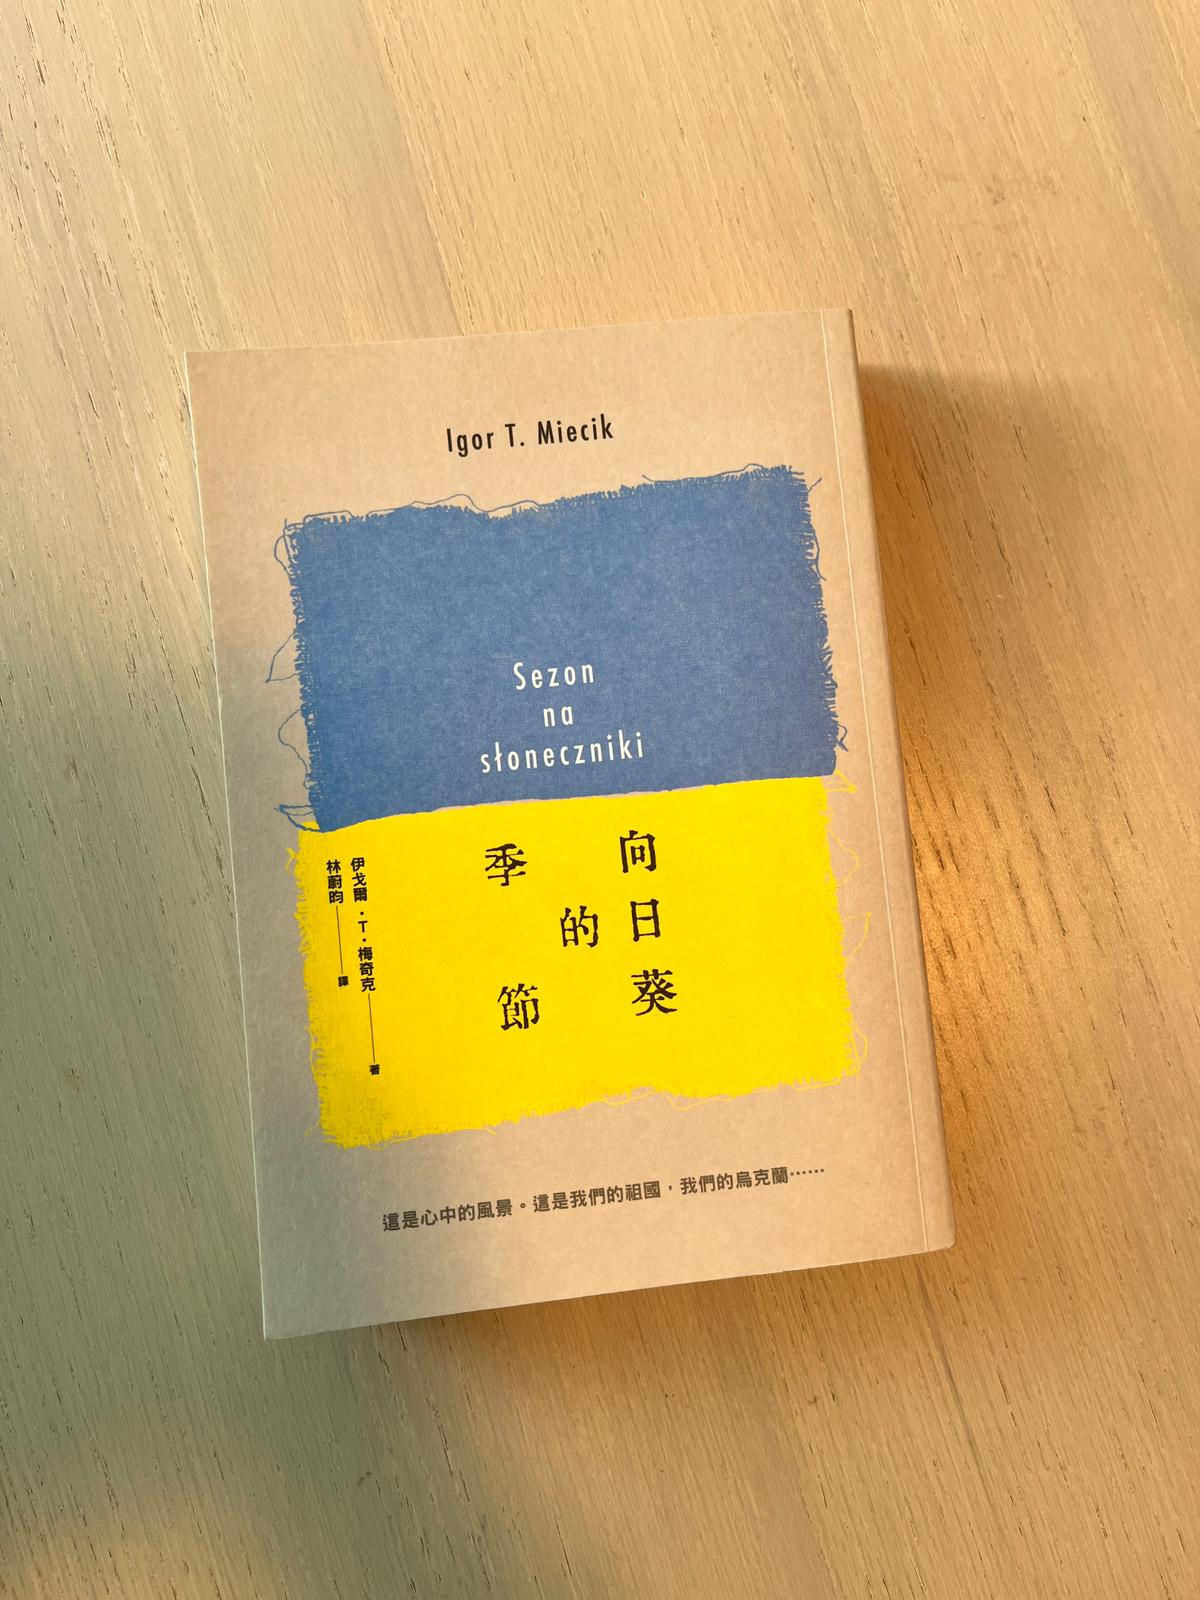 Igor T. Miecik
Sezon
na
słoneczniki
向日葵
的
季節
伊戈爾・T・梅奇克——著
林蔚昀——譯
這是心中的風景。這是我們的祖國，我們的烏克蘭……